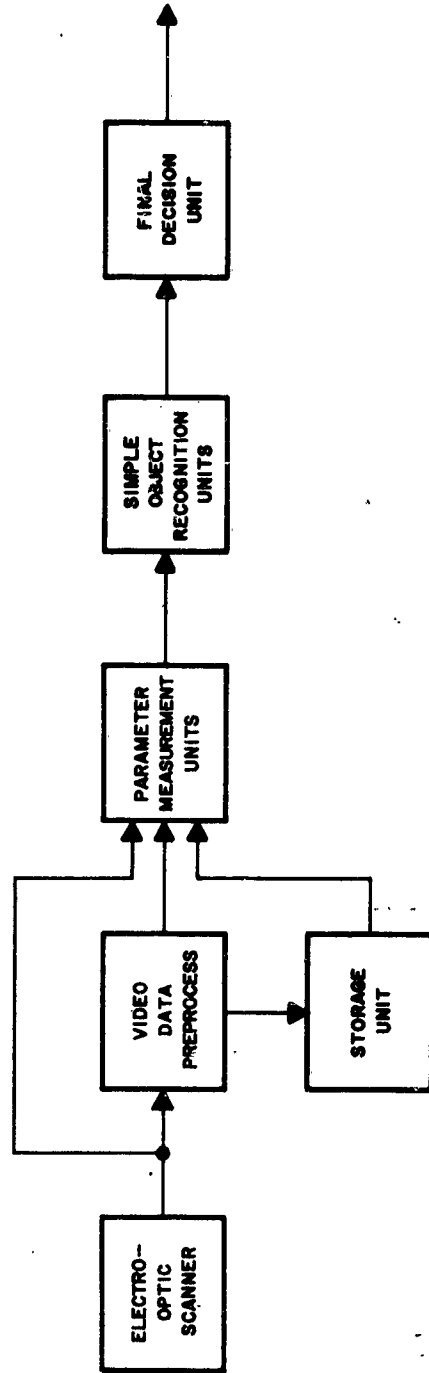 ELECTRO-
OPTIC
SCANNER
VIDEO
DATA
PREPROCESS
STORAGE
UNIT
PARAMETER
MEASUREMENT
UNITS
SIMPLE
OBJECT
RECOGNITION
UNITS
FINAL
DECISION
UNIT